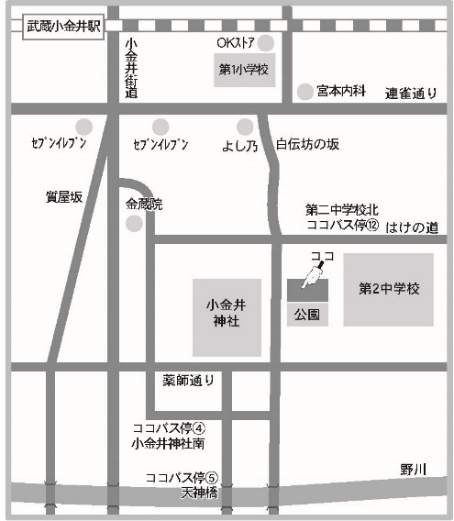 武蔵小金井駅
小金井街道
OKストア
第1小学校
宮本内科
連雀通り
セブンイレブン
セブンイレブン
よし乃
白伝坊の坂
質屋坂
金蔵院
第二中学校北
ココバス停⑫
はけの道
ココ
小金井
神社
公園
第2中学校
薬師通り
ココバス停④
小金井神社南
ココバス停⑤
天神橋
野川